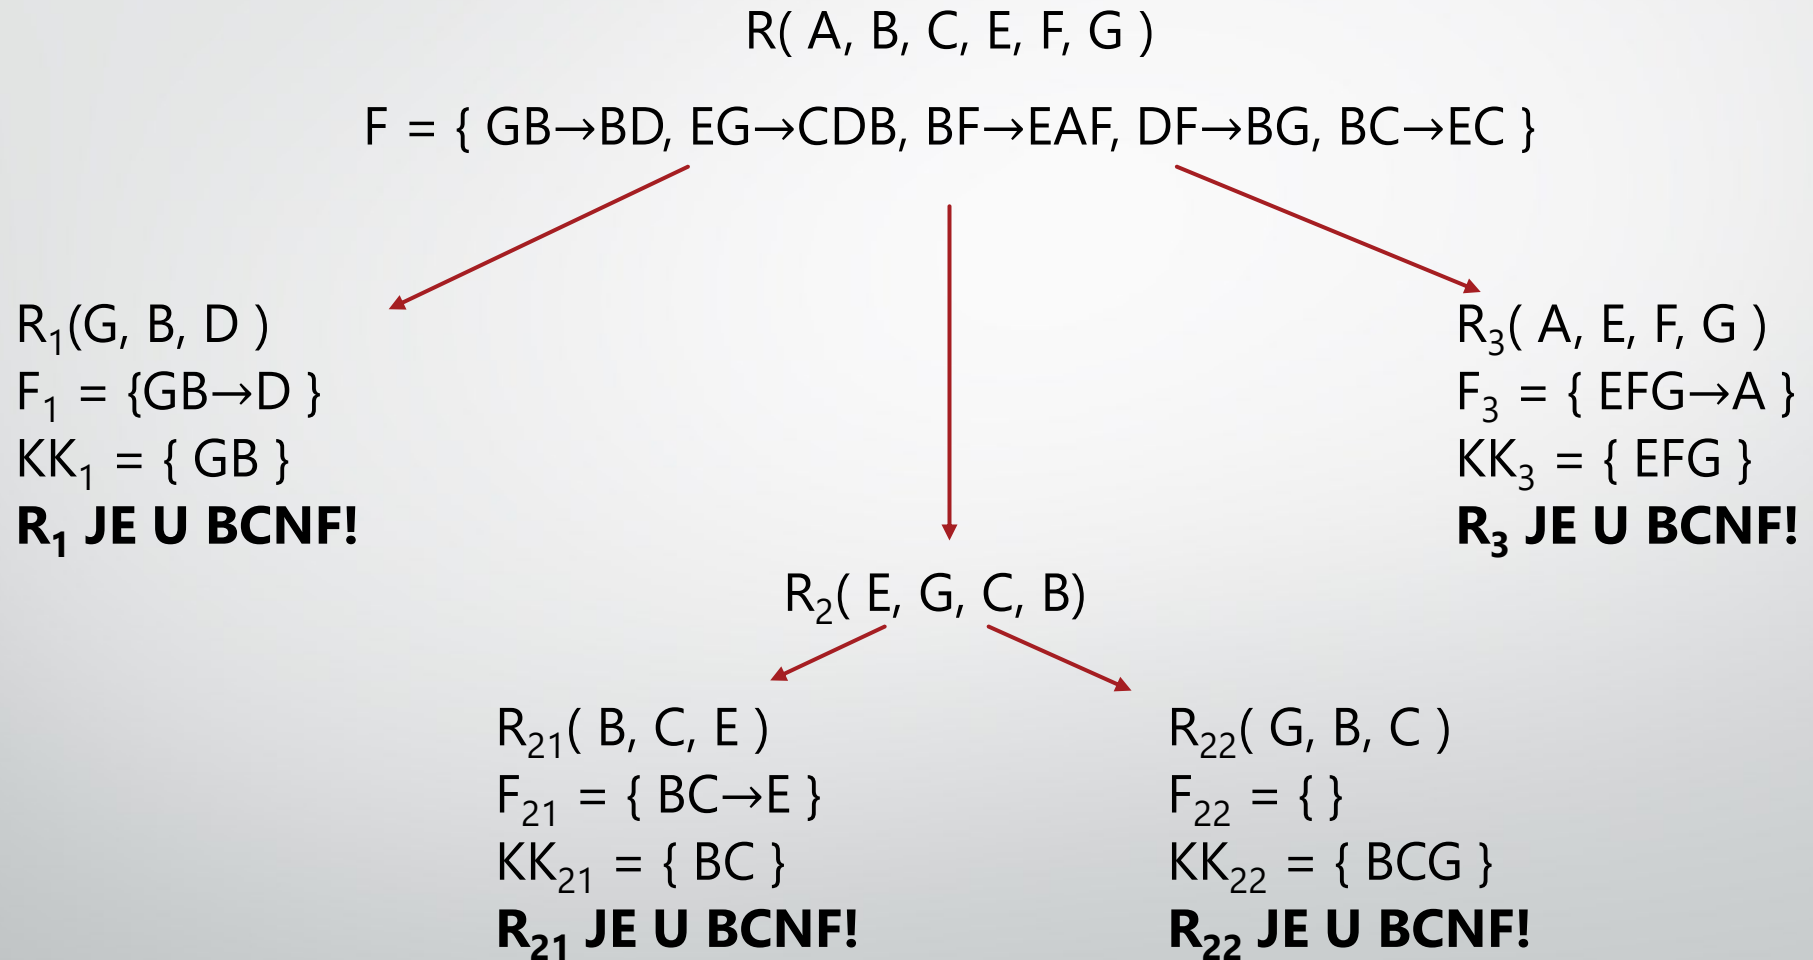 R( A, B, C, E, F, G )
F = { GB→BD, EG→CDB, BF→EAF, DF→BG, BC→EC }
R₁(G, B, D )
F₁ = {GB→D }
KK₁ = { GB }
R₁ JE U BCNF!
R₃( A, E, F, G )
F₃ = { EFG→A }
KK₃ = { EFG }
R₃ JE U BCNF!
R₂( E, G, C, B)
R₂₁( B, C, E )
F₂₁ = { BC→E }
KK₂₁ = { BC }
R₂₁ JE U BCNF!
R₂₂( G, B, C )
F₂₂ = { }
KK₂₂ = { BCG }
R₂₂ JE U BCNF!